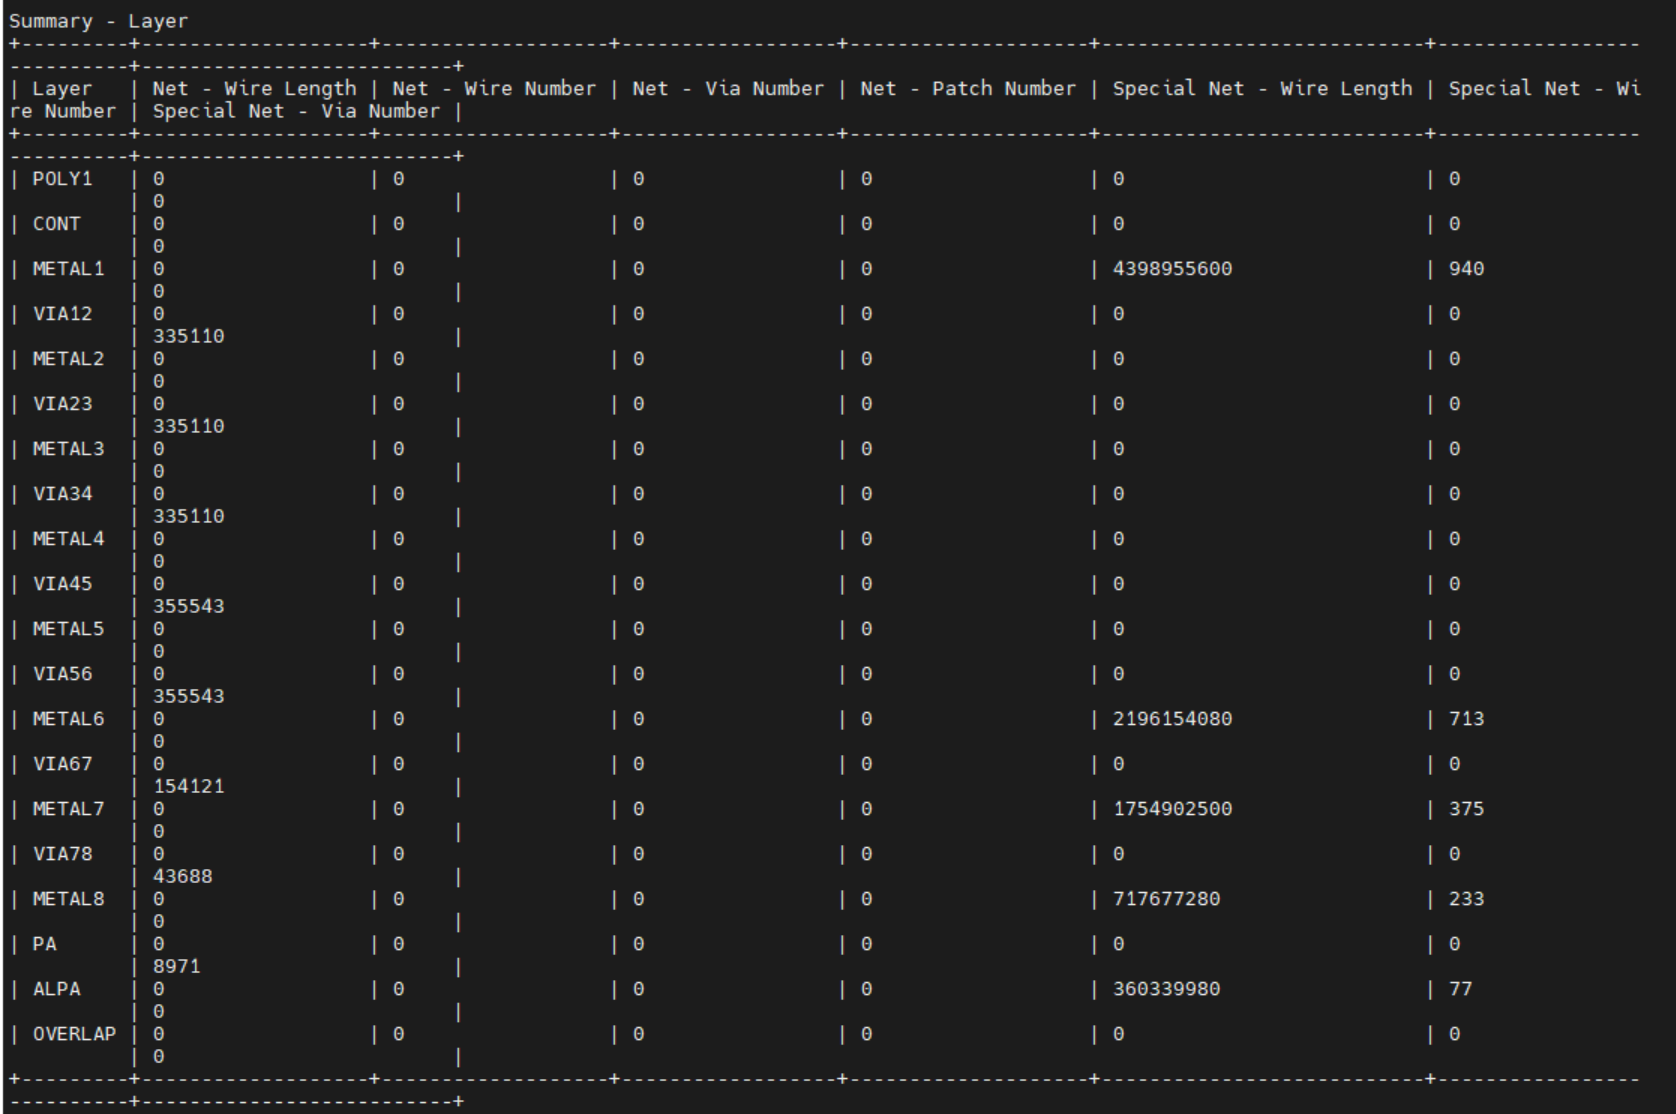 Summary - Layer
+---------+-------------------+-------------------+------------------+--------------------+---------------------------+-----------------
----------+--------------------------+
| Layer   | Net - Wire Length | Net - Wire Number | Net - Via Number | Net - Patch Number | Special Net - Wire Length | Special Net - Wi
re Number | Special Net - Via Number |
+---------+-------------------+-------------------+------------------+--------------------+---------------------------+-----------------
----------+--------------------------+
| POLY1   | 0                 | 0                 | 0                | 0                  | 0                         | 0
          | 0                        |
| CONT    | 0                 | 0                 | 0                | 0                  | 0                         | 0
          | 0                        |
| METAL1  | 0                 | 0                 | 0                | 0                  | 4398955600                | 940
          | 0                        |
| VIA12   | 0                 | 0                 | 0                | 0                  | 0                         | 0
          | 335110                   |
| METAL2  | 0                 | 0                 | 0                | 0                  | 0                         | 0
          | 0                        |
| VIA23   | 0                 | 0                 | 0                | 0                  | 0                         | 0
          | 335110                   |
| METAL3  | 0                 | 0                 | 0                | 0                  | 0                         | 0
          | 0                        |
| VIA34   | 0                 | 0                 | 0                | 0                  | 0                         | 0
          | 335110                   |
| METAL4  | 0                 | 0                 | 0                | 0                  | 0                         | 0
          | 0                        |
| VIA45   | 0                 | 0                 | 0                | 0                  | 0                         | 0
          | 355543                   |
| METAL5  | 0                 | 0                 | 0                | 0                  | 0                         | 0
          | 0                        |
| VIA56   | 0                 | 0                 | 0                | 0                  | 0                         | 0
          | 355543                   |
| METAL6  | 0                 | 0                 | 0                | 0                  | 2196154080                | 713
          | 0                        |
| VIA67   | 0                 | 0                 | 0                | 0                  | 0                         | 0
          | 154121                   |
| METAL7  | 0                 | 0                 | 0                | 0                  | 1754902500                | 375
          | 0                        |
| VIA78   | 0                 | 0                 | 0                | 0                  | 0                         | 0
          | 43688                    |
| METAL8  | 0                 | 0                 | 0                | 0                  | 717677280                 | 233
          | 0                        |
| PA      | 0                 | 0                 | 0                | 0                  | 0                         | 0
          | 8971                     |
| ALPA    | 0                 | 0                 | 0                | 0                  | 360339980                 | 77
          | 0                        |
| OVERLAP | 0                 | 0                 | 0                | 0                  | 0                         | 0
          | 0                        |
+---------+-------------------+-------------------+------------------+--------------------+---------------------------+-----------------
----------+--------------------------+